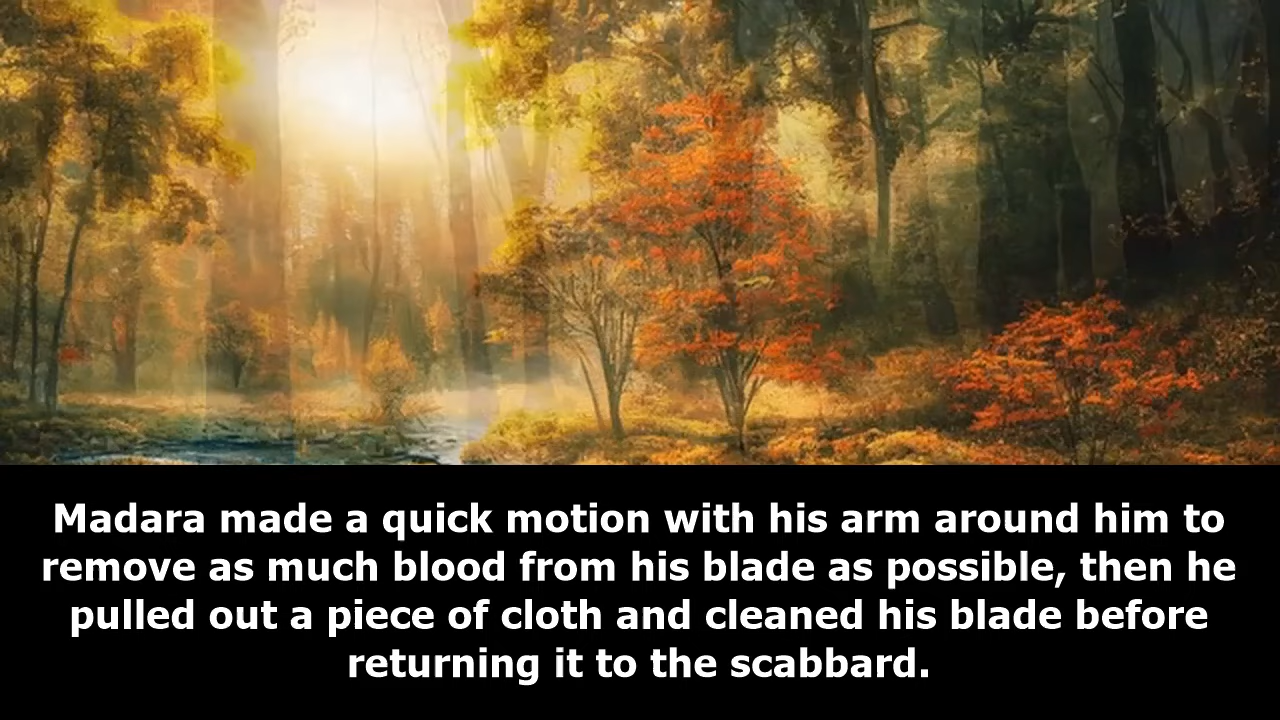 Madara made a quick motion with his arm around him to
remove as much blood from his blade as possible, then he
pulled out a piece of cloth and cleaned his blade before
returning it to the scabbard.